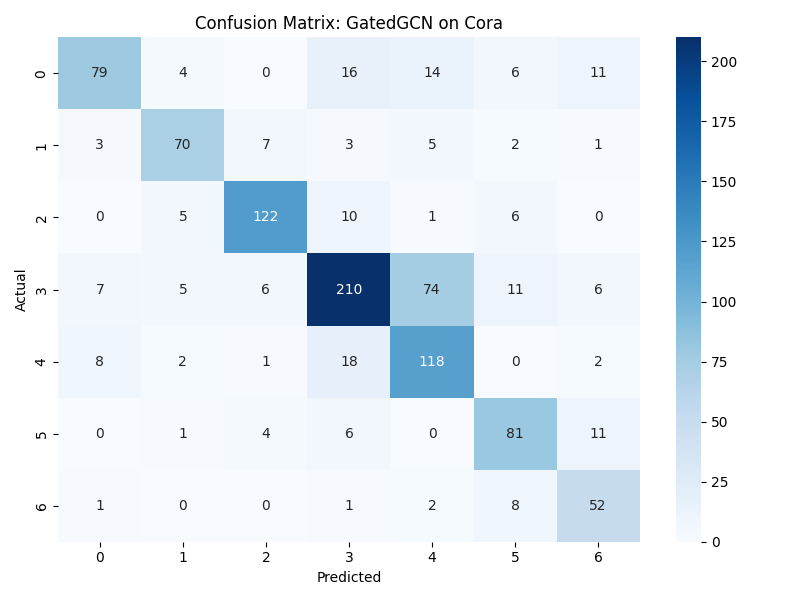 Confusion Matrix: GatedGCN on Cora
0 79 4 0 16 14 6 11
1 3 70 7 3 5 2 1
2 0 5 122 10 1 6 0
3 7 5 6 210 74 11 6
4 8 2 1 18 118 0 2
5 0 1 4 6 0 81 11
6 1 0 0 1 2 8 52
0 1 2 3 4 5 6
Predicted
Actual
200
175
150
125
100
75
50
25
0